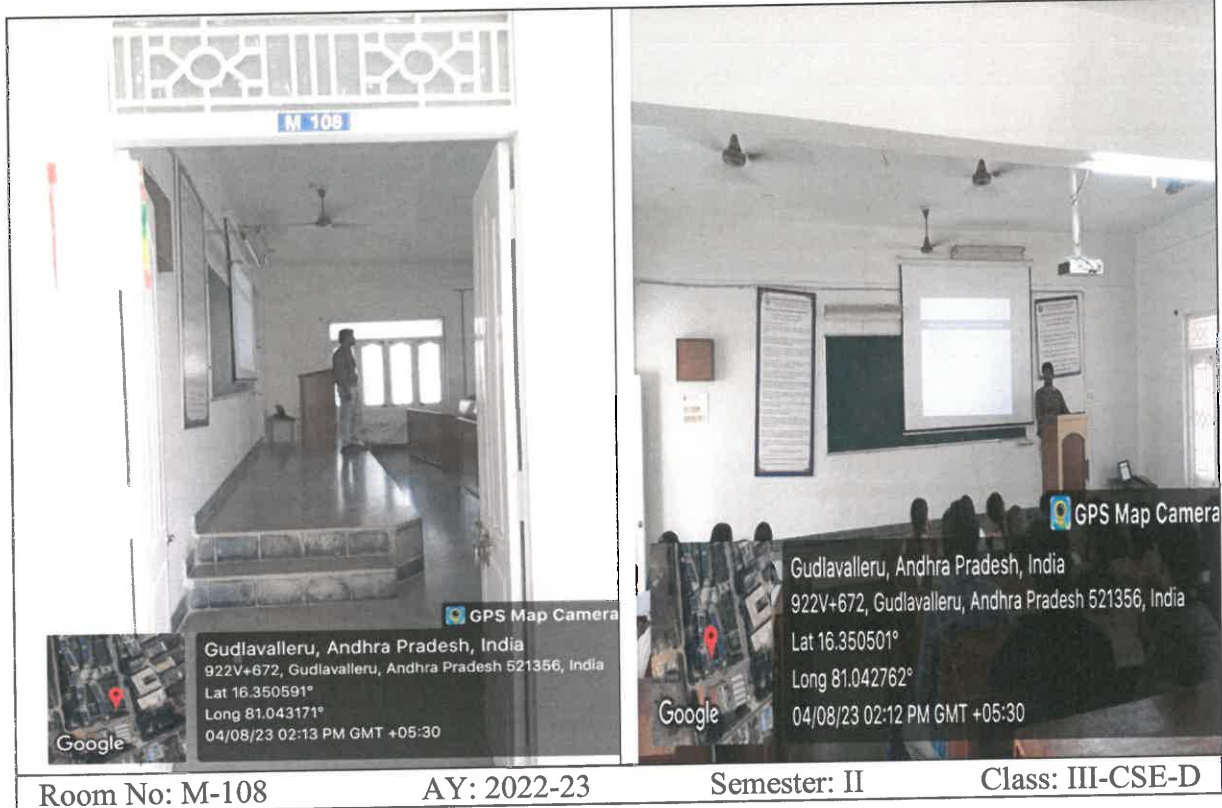 M 108
GPS Map Camera
Gudlavalleru, Andhra Pradesh, India
922V+672, Gudlavalleru, Andhra Pradesh 521356, India
Lat 16.350591°
Long 81.043171°
04/08/23 02:13 PM GMT +05:30
Google
GPS Map Camera
Gudlavalleru, Andhra Pradesh, India
922V+672, Gudlavalleru, Andhra Pradesh 521356, India
Lat 16.350501°
Long 81.042762°
04/08/23 02:12 PM GMT +05:30
Google
Room No: M-108 AY: 2022-23 Semester: II Class: III-CSE-D